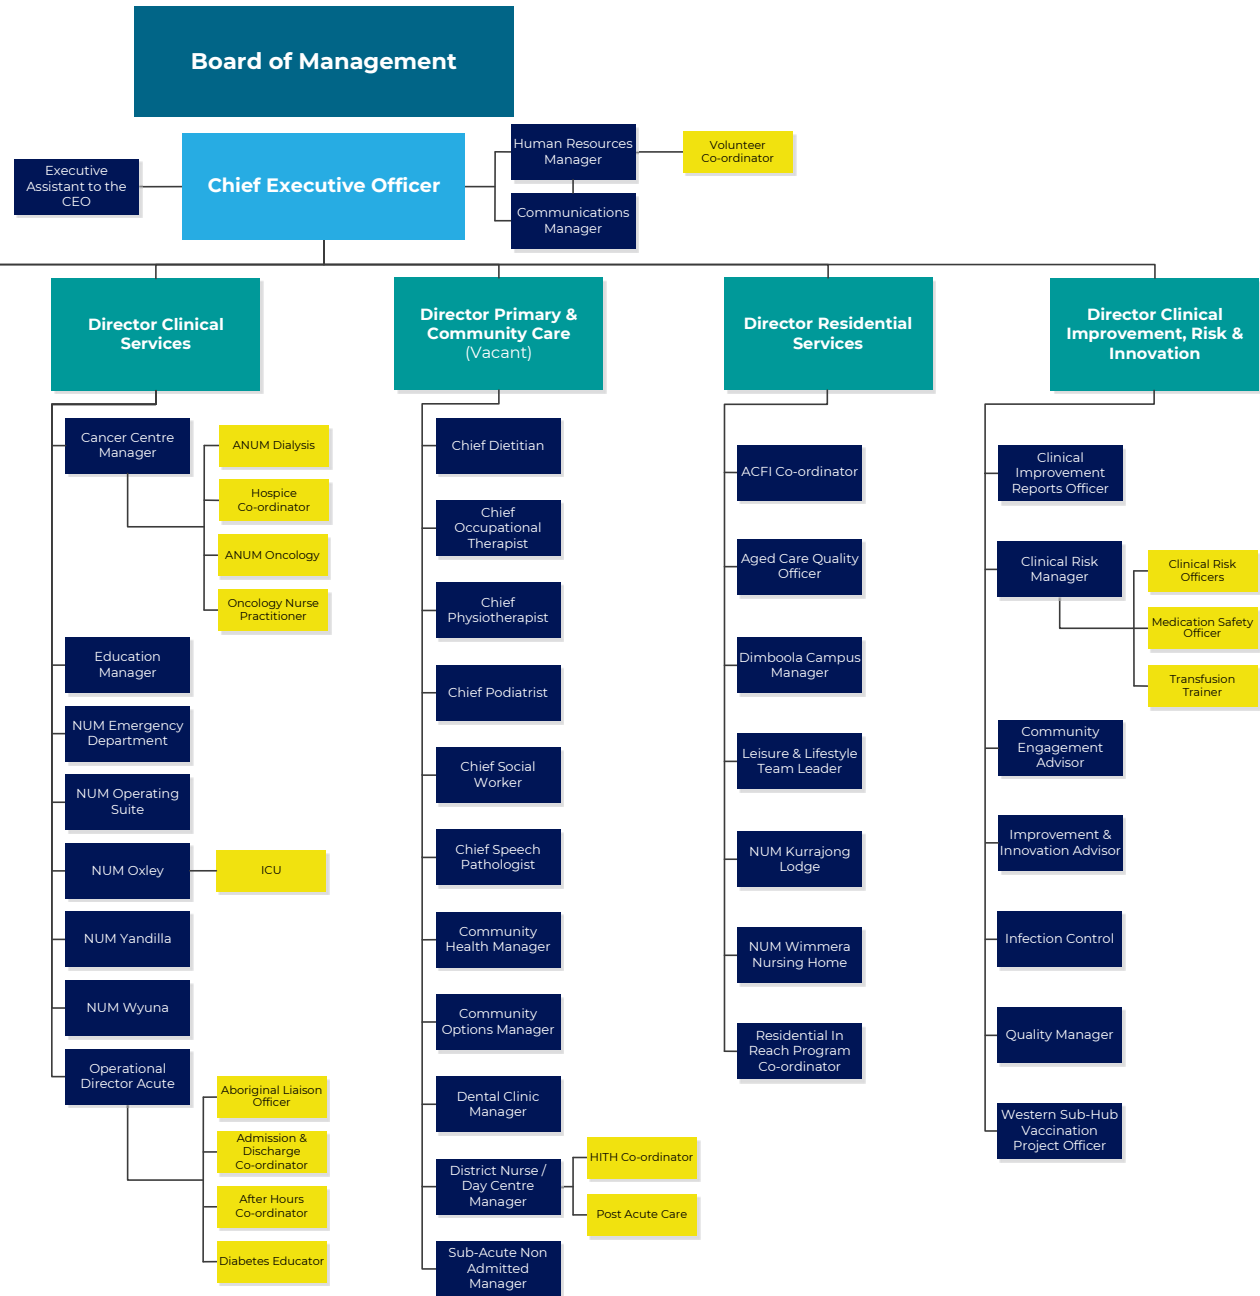 Board of Management
Executive
Assistant to the
CEO
Chief Executive Officer
Human Resources
Manager
Volunteer
Co-ordinator
Communications
Manager
Director Clinical
Services
Cancer Centre
Manager
ANUM Dialysis
Hospice
Co-ordinator
ANUM Oncology
Oncology Nurse
Practitioner
Education
Manager
NUM Emergency
Department
NUM Operating
Suite
NUM Oxley
ICU
NUM Yandilla
NUM Wyuna
Operational
Director Acute
Aboriginal Liaison
Officer
Admission &
Discharge
Co-ordinator
After Hours
Co-ordinator
Diabetes Educator
Director Primary &
Community Care
(Vacant)
Chief Dietitian
Chief
Occupational
Therapist
Chief
Physiotherapist
Chief Podiatrist
Chief Social
Worker
Chief Speech
Pathologist
Community
Health Manager
Community
Options Manager
Dental Clinic
Manager
District Nurse /
Day Centre
Manager
HITH Co-ordinator
Post Acute Care
Sub-Acute Non
Admitted
Manager
Director Residential
Services
ACFI Co-ordinator
Aged Care Quality
Officer
Dimboola Campus
Manager
Leisure & Lifestyle
Team Leader
NUM Kurrajong
Lodge
NUM Wimmera
Nursing Home
Residential In
Reach Program
Co-ordinator
Director Clinical
Improvement, Risk &
Innovation
Clinical
Improvement
Reports Officer
Clinical Risk
Manager
Clinical Risk
Officers
Medication Safety
Officer
Transfusion
Trainer
Community
Engagement
Advisor
Improvement &
Innovation Advisor
Infection Control
Quality Manager
Western Sub-Hub
Vaccination
Project Officer